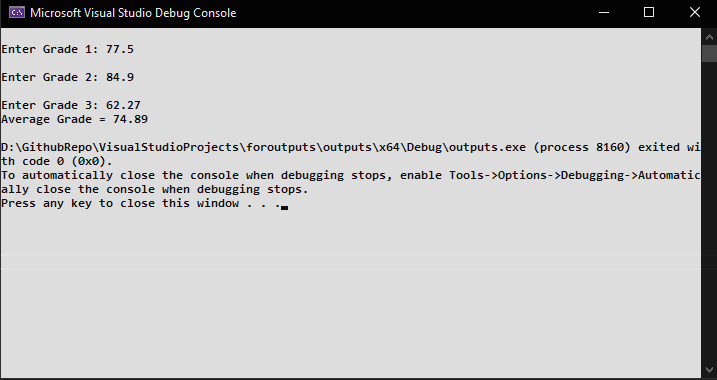 Microsoft Visual Studio Debug Console
Enter Grade 1: 77.5
Enter Grade 2: 84.9
Enter Grade 3: 62.27
Average Grade = 74.89
D:\GithubRepo\VisualStudioProjects\foroutputs\outputs\x64\Debug\outputs.exe (process 8160) exited wi
th code 0 (0x0).
To automatically close the console when debugging stops, enable Tools->Options->Debugging->Automatic
ally close the console when debugging stops.
Press any key to close this window . . .